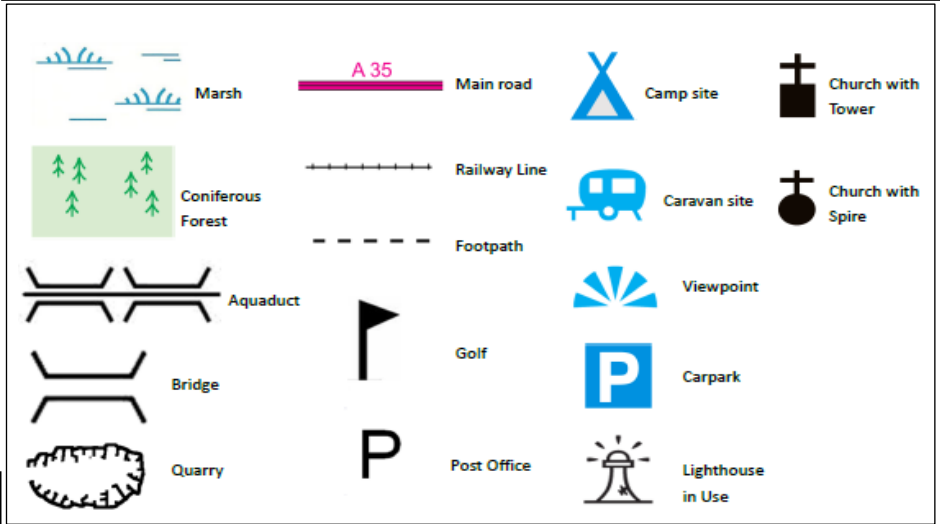 Marsh
Coniferous
Forest
Aquaduct
Bridge
Quarry
A 35
Main road
Railway Line
Footpath
Golf
P
Post Office
Camp site
Caravan site
Viewpoint
P
Carpark
Lighthouse
in Use
Church with
Tower
Church with
Spire